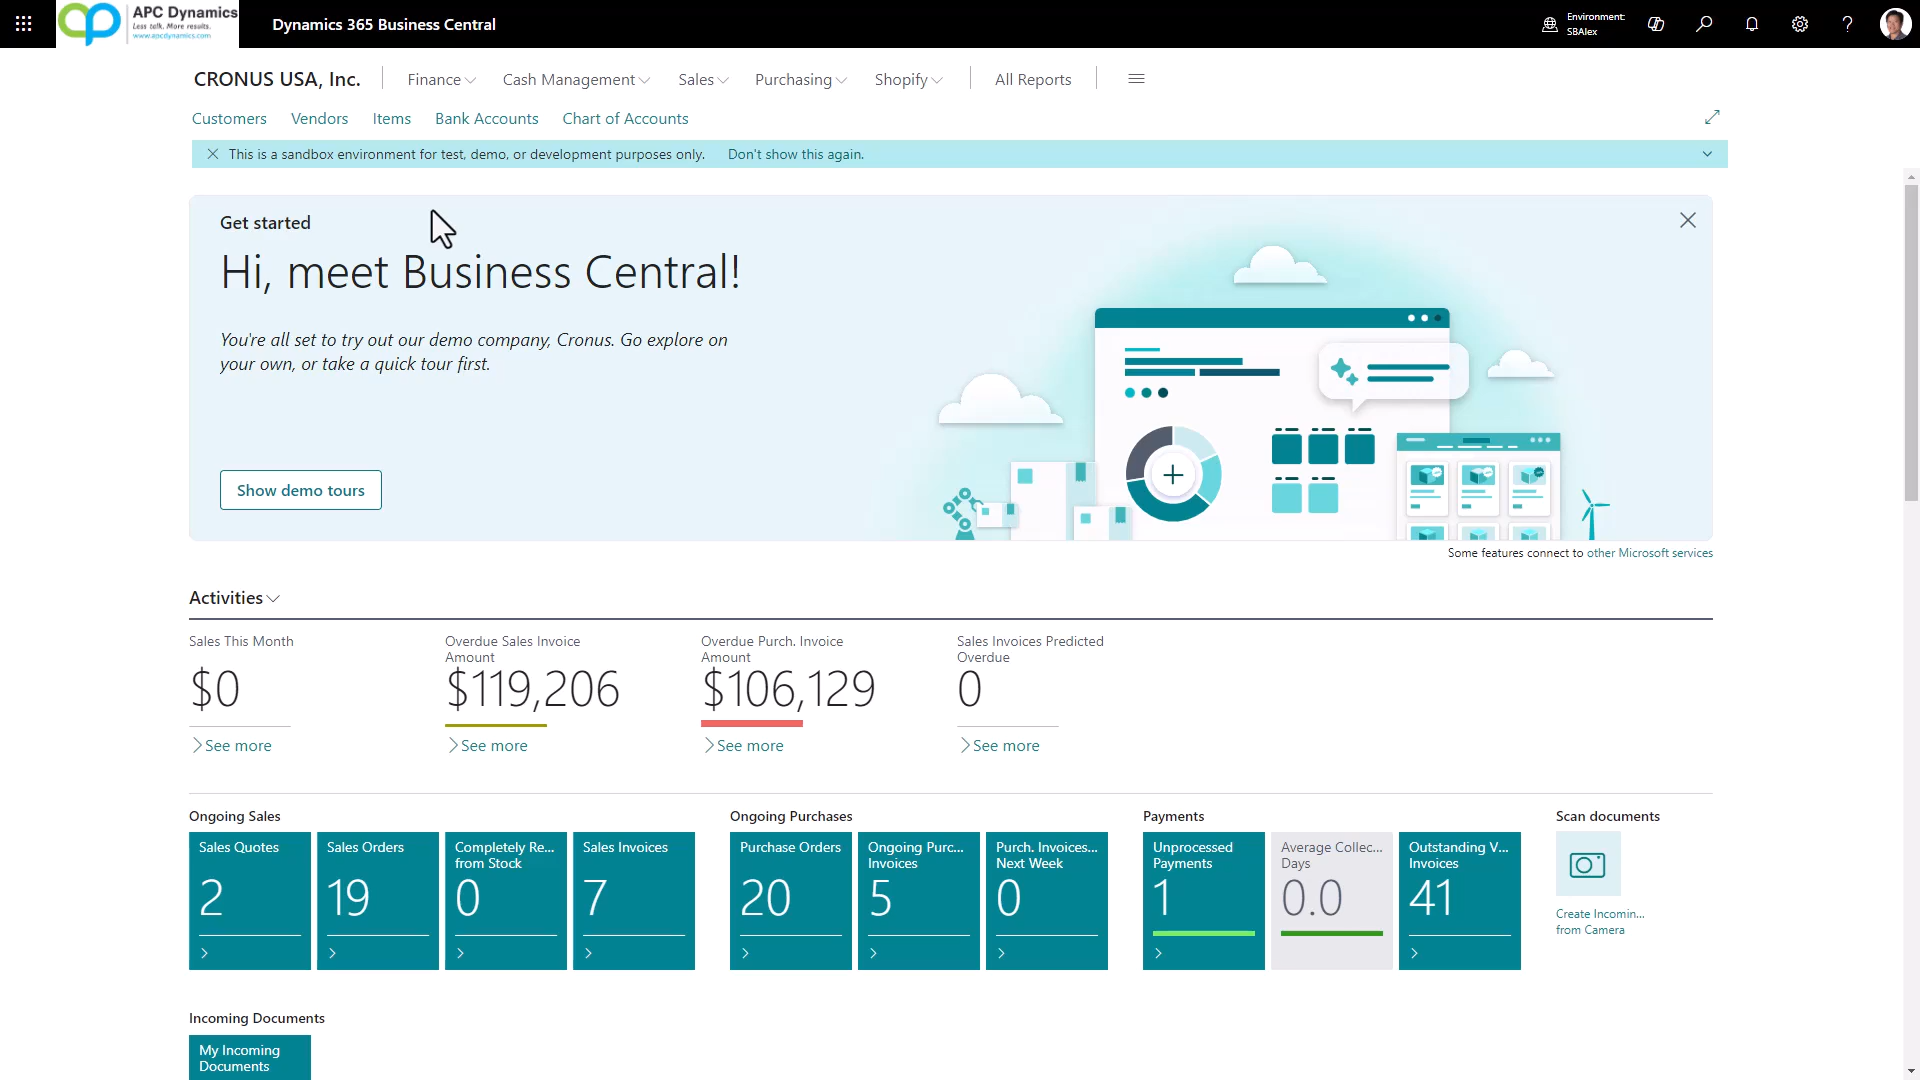 APC Dynamics
Less talk. More results.
www.apcdynamics.com
Dynamics 365 Business Central
Environment:
SBAlex
CRONUS USA, Inc.
Finance
Cash Management
Sales
Purchasing
Shopify
All Reports
Customers
Vendors
Items
Bank Accounts
Chart of Accounts
This is a sandbox environment for test, demo, or development purposes only.
Don't show this again.
Get started
Hi, meet Business Central!
You're all set to try out our demo company, Cronus. Go explore on
your own, or take a quick tour first.
Show demo tours
Some features connect to other Microsoft services
Activities
Sales This Month
$0
See more
Overdue Sales Invoice
Amount
$119,206
See more
Overdue Purch. Invoice
Amount
$106,129
See more
Sales Invoices Predicted
Overdue
0
See more
Ongoing Sales
Sales Quotes
2
Sales Orders
19
Completely Re...
from Stock
0
Sales Invoices
7
Ongoing Purchases
Purchase Orders
20
Ongoing Purc...
Invoices
5
Purch. Invoices...
Next Week
0
Payments
Unprocessed
Payments
1
Average Collec...
Days
0.0
Outstanding V...
Invoices
41
Scan documents
Create Incomin...
from Camera
Incoming Documents
My Incoming
Documents